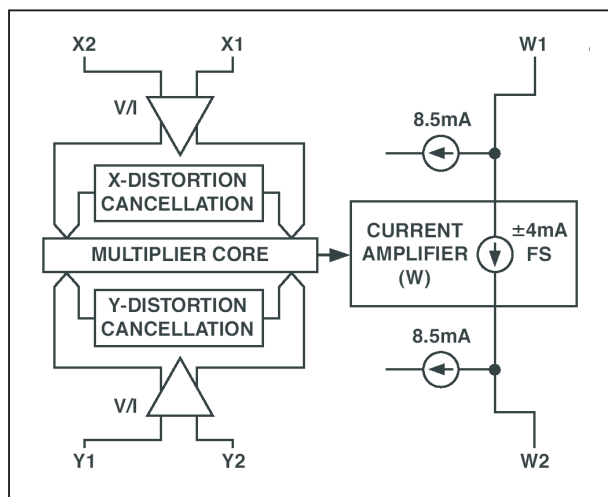 X2 X1
W1
V/I
8.5mA
X-DISTORTION
CANCELLATION
MULTIPLIER CORE
CURRENT
AMPLIFIER
(W)
±4mA
FS
Y-DISTORTION
CANCELLATION
8.5mA
V/I
Y1 Y2
W2